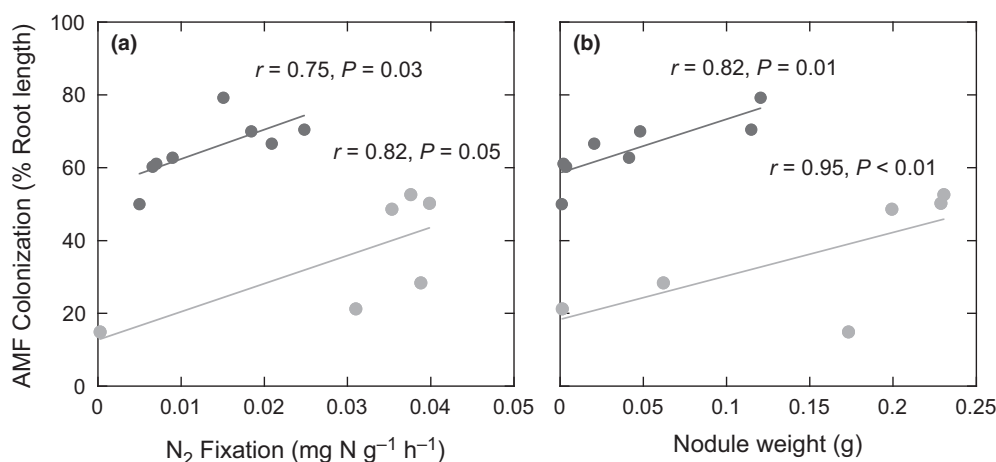 (a)
r = 0.75, P = 0.03
r = 0.82, P = 0.05
(b)
r = 0.82, P = 0.01
r = 0.95, P < 0.01
AMF Colonization (% Root length)
100
80
60
40
20
0
0 0.01 0.02 0.03 0.04 0.05
0 0.05 0.1 0.15 0.2 0.25
N₂ Fixation (mg N g⁻¹ h⁻¹)
Nodule weight (g)